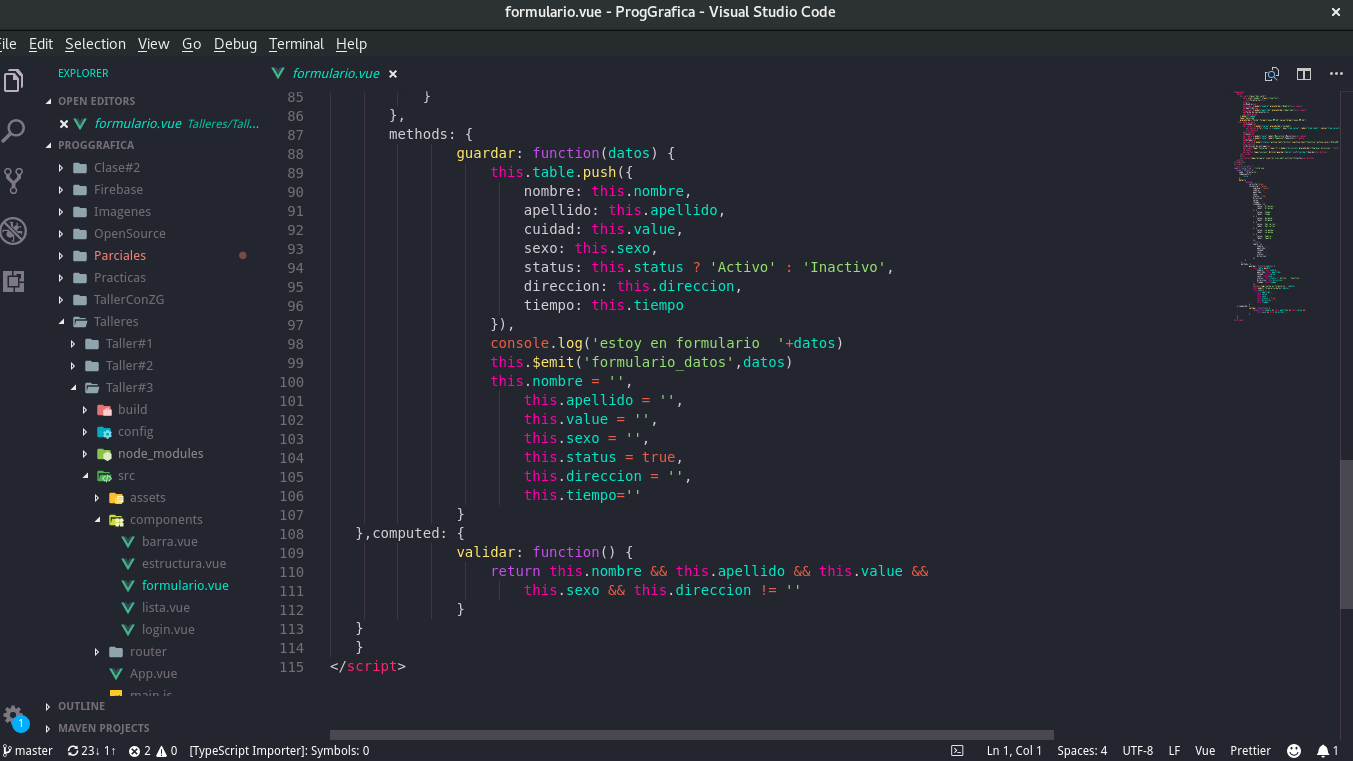 formulario.vue - ProgGrafica - Visual Studio Code
×
ile Edit Selection View Go Debug Terminal Help
EXPLORER
OPEN EDITORS
formulario.vue Talleres/Tall...
PROGGRAFICA
Clase#2
Firebase
Imagenes
OpenSource
Parciales
Practicas
TallerConZG
Talleres
Taller#1
Taller#2
Taller#3
build
config
node_modules
src
assets
components
barra.vue
estructura.vue
formulario.vue
lista.vue
login.vue
router
App.vue
main.js
OUTLINE
MAVEN PROJECTS
formulario.vue ×
85 }
86 },
87 methods: {
88 guardar: function(datos) {
89 this.table.push({
90 nombre: this.nombre,
91 apellido: this.apellido,
92 cuidad: this.value,
93 sexo: this.sexo,
94 status: this.status ? 'Activo' : 'Inactivo',
95 direccion: this.direccion,
96 tiempo: this.tiempo
97 }),
98 console.log('estoy en formulario  '+datos)
99 this.$emit('formulario_datos',datos)
100 this.nombre = '',
101 this.apellido = '',
102 this.value = '',
103 this.sexo = '',
104 this.status = true,
105 this.direccion = '',
106 this.tiempo=''
107 }
108 },computed: {
109 validar: function() {
110 return this.nombre && this.apellido && this.value &&
111 this.sexo && this.direccion != ''
112 }
113 }
114 }
115 </script>
1
master 23↓ 1↑ 2 0 [TypeScript Importer]: Symbols: 0 Ln 1, Col 1 Spaces: 4 UTF-8 LF Vue Prettier 1